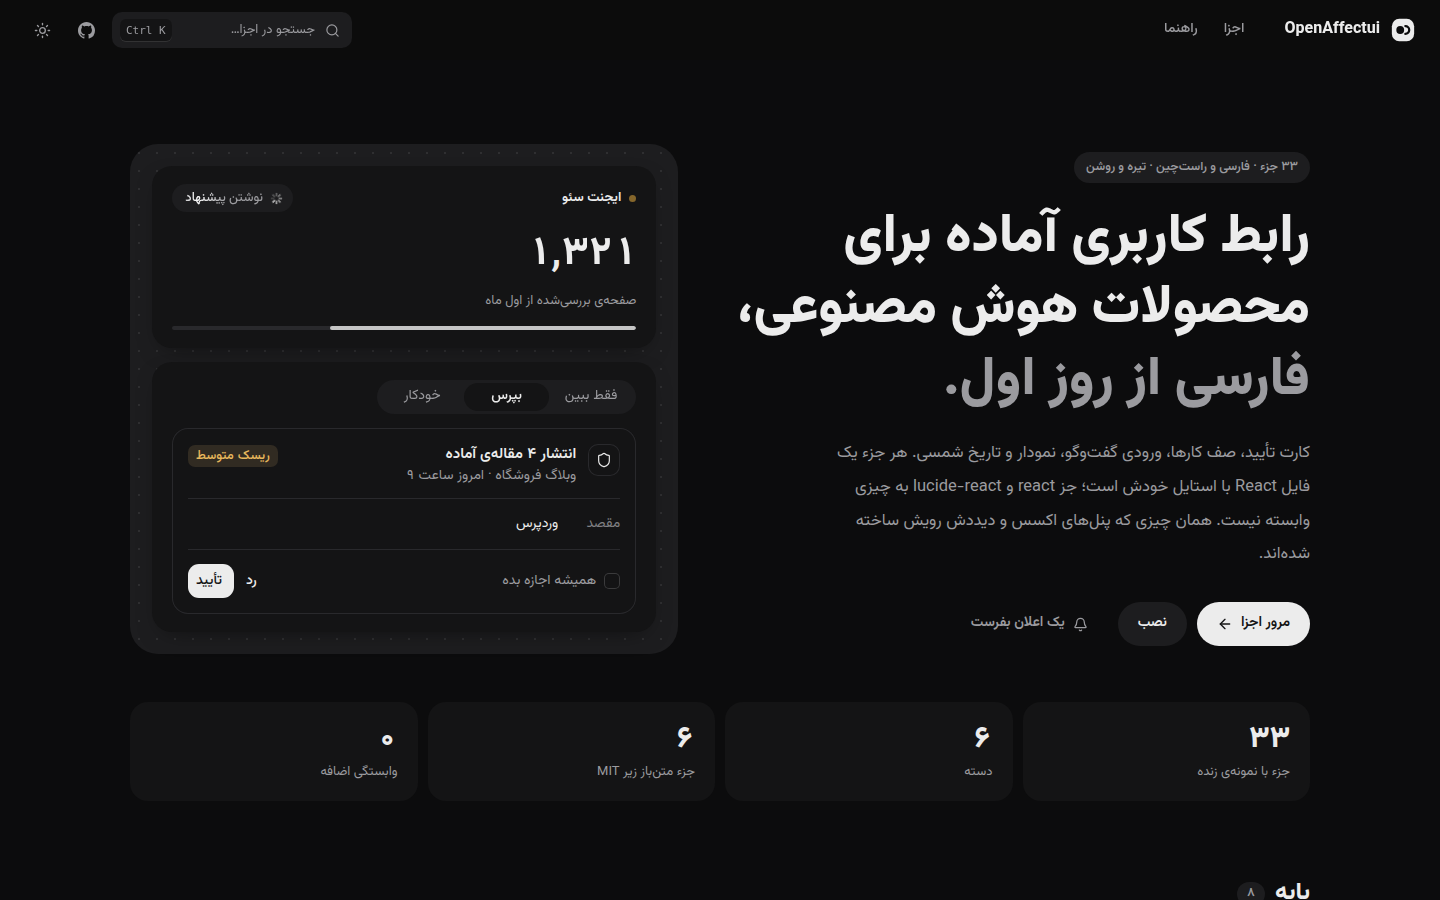 OpenAffectui
اجزا
راهنما
جستجو در اجزا...
Ctrl K
۳۳ جزء · فارسی و راست‌چین · تیره و روشن
رابط کاربری آماده برای
محصولات هوش مصنوعی،
فارسی از روز اول.
کارت تأیید، صف کارها، ورودی گفت‌وگو، نمودار و تاریخ شمسی. هر جزء یک
فایل React با استایل خودش است؛ جز react و lucide-react به چیزی
وابسته نیست. همان چیزی که پنل‌های اکسس و دیددش رویش ساخته
شده‌اند.
مرور اجزا
نصب
یک اعلان بفرست
ایجنت سئو
نوشتن پیشنهاد
۱,۳۲۱
صفحه‌ی بررسی‌شده از اول ماه
فقط ببین
بپرس
خودکار
انتشار ۴ مقاله‌ی آماده
ریسک متوسط
وبلاگ فروشگاه · امروز ساعت ۹
مقصد
وردپرس
همیشه اجازه بده
رد
تأیید
۳۳
جزء با نمونه‌ی زنده
۶
دسته
۶
جزء متن‌باز زیر MIT
۰
وابستگی اضافه
پایه
۸